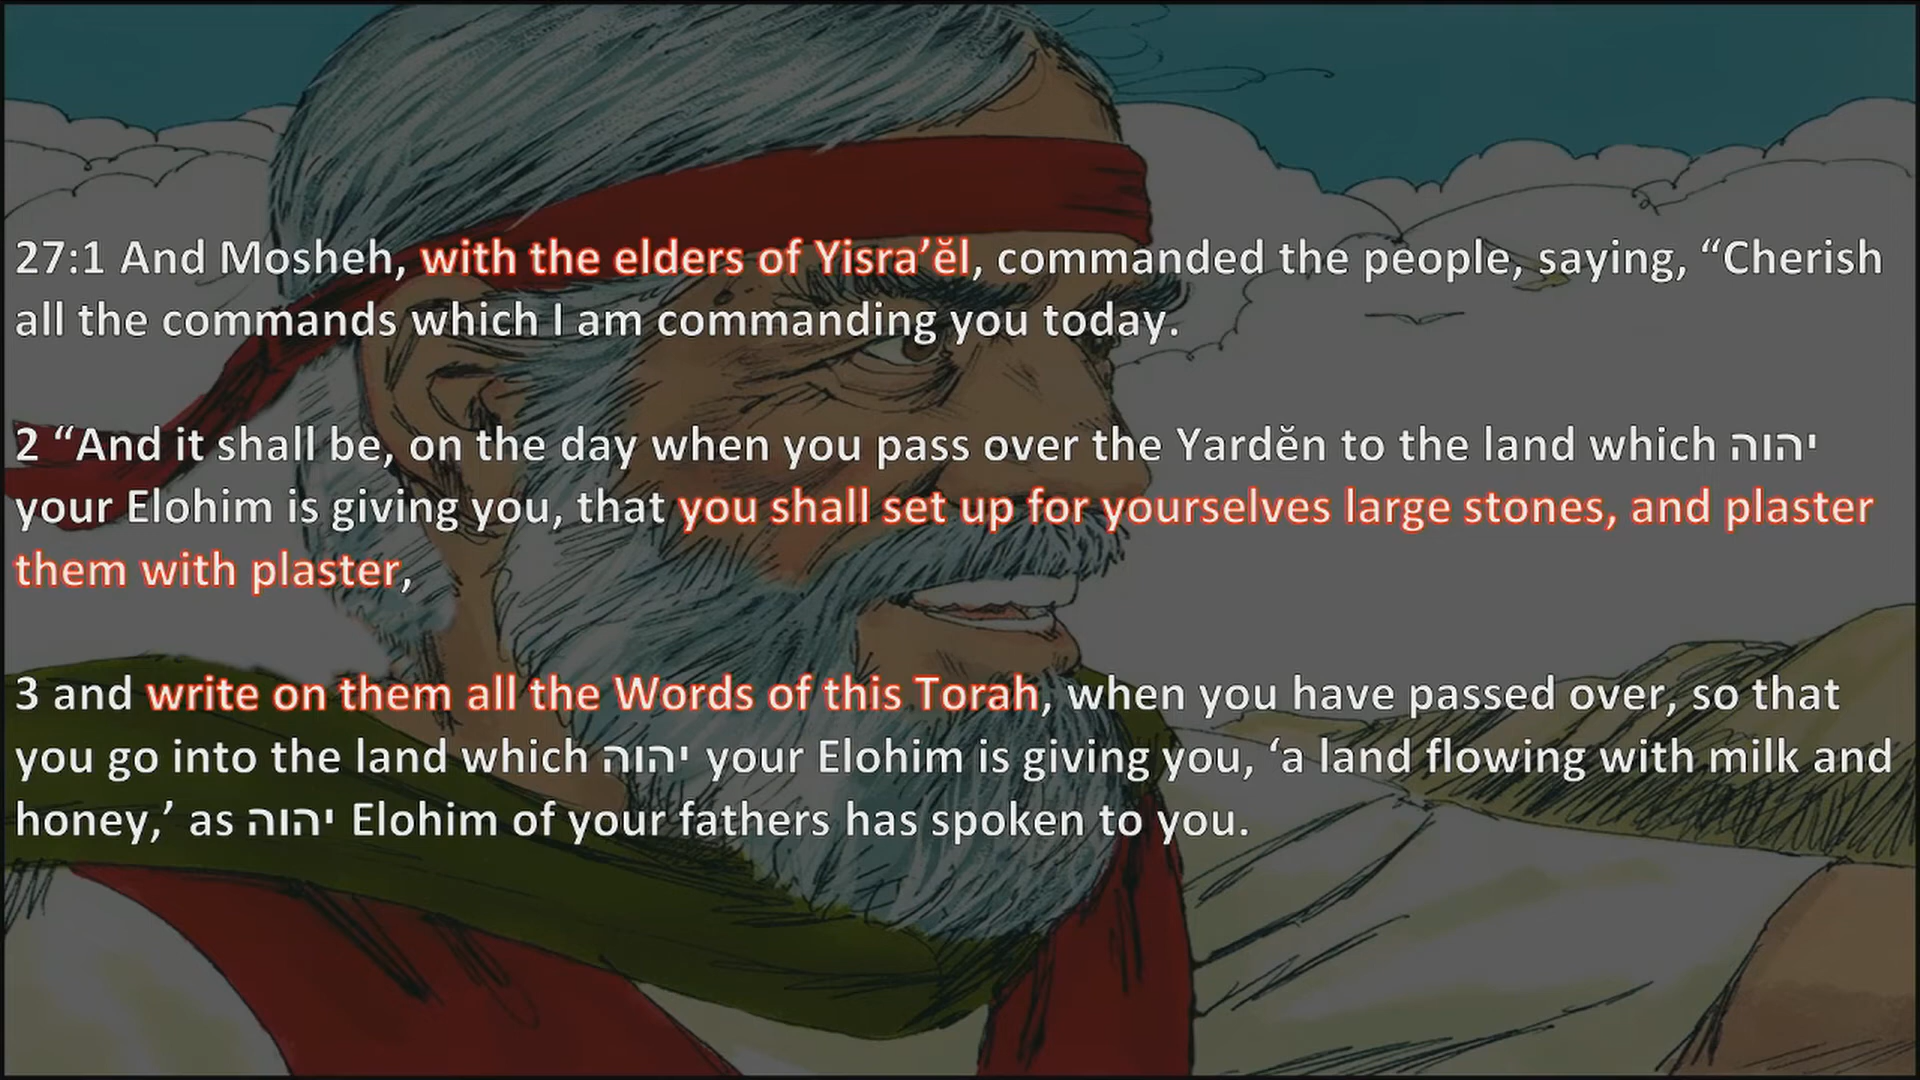 27:1 And Mosheh, with the elders of Yisra’ĕl, commanded the people, saying, “Cherish
all the commands which I am commanding you today.
2 “And it shall be, on the day when you pass over the Yardĕn to the land which יהוה
your Elohim is giving you, that you shall set up for yourselves large stones, and plaster
them with plaster,
3 and write on them all the Words of this Torah, when you have passed over, so that
you go into the land which יהוה your Elohim is giving you, ‘a land flowing with milk and
honey,’ as יהוה Elohim of your fathers has spoken to you.